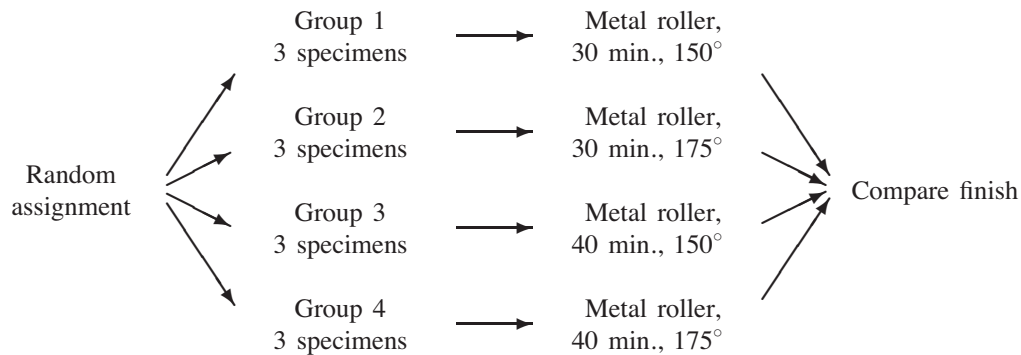 Group 1
3 specimens
Metal roller,
30 min., 150°
Group 2
3 specimens
Metal roller,
30 min., 175°
Random
assignment
Compare finish
Group 3
3 specimens
Metal roller,
40 min., 150°
Group 4
3 specimens
Metal roller,
40 min., 175°